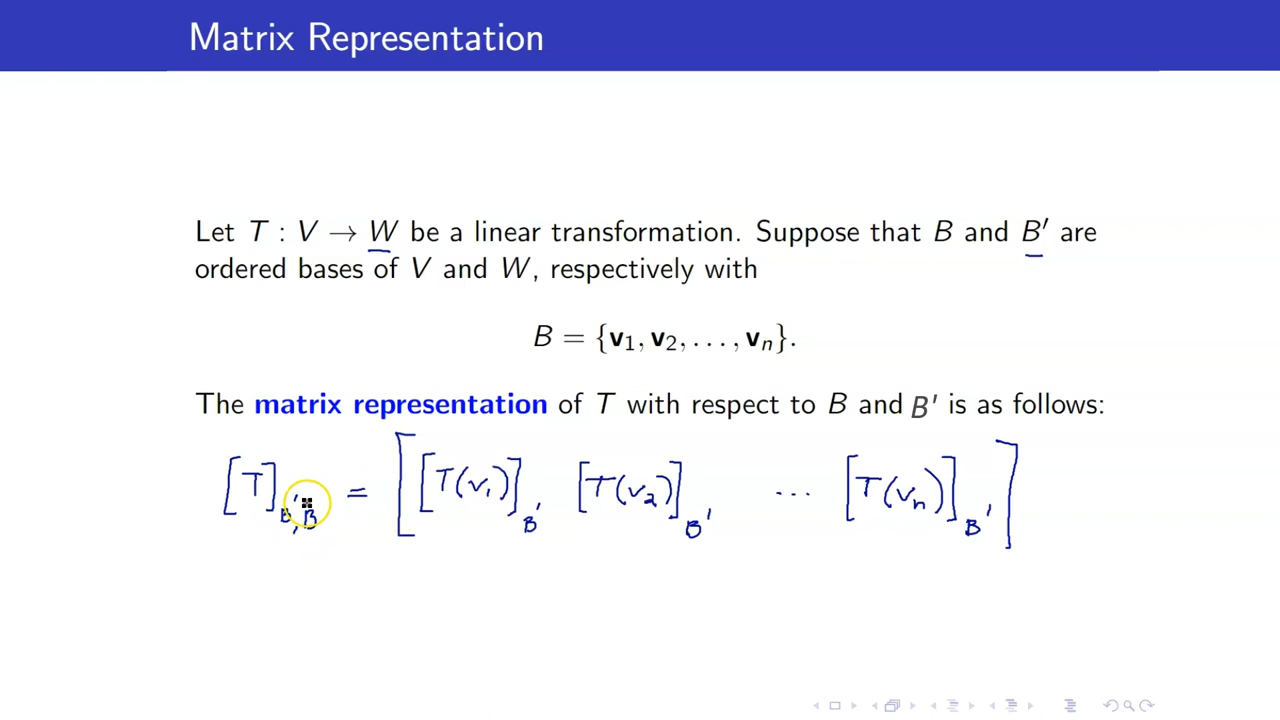 Matrix Representation
Let T : V → W be a linear transformation. Suppose that B and B′ are
ordered bases of V and W, respectively with
B = {v₁, v₂, . . . , vₙ}.
The matrix representation of T with respect to B and B′ is as follows:
[T]_{B′,B} = [[T(v₁)]_{B′} [T(v₂)]_{B′} ... [T(vₙ)]_{B′}]